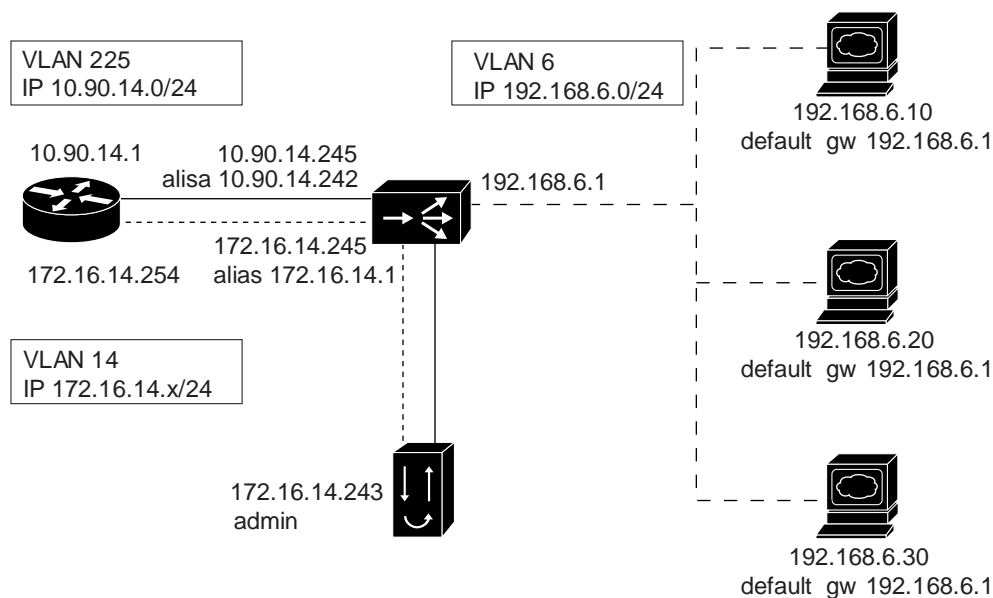 VLAN 225
IP 10.90.14.0/24
VLAN 6
IP 192.168.6.0/24
192.168.6.10
default gw 192.168.6.1
10.90.14.1
10.90.14.245
alisa 10.90.14.242
192.168.6.1
172.16.14.254
172.16.14.245
alias 172.16.14.1
192.168.6.20
default gw 192.168.6.1
VLAN 14
IP 172.16.14.x/24
172.16.14.243
admin
192.168.6.30
default gw 192.168.6.1